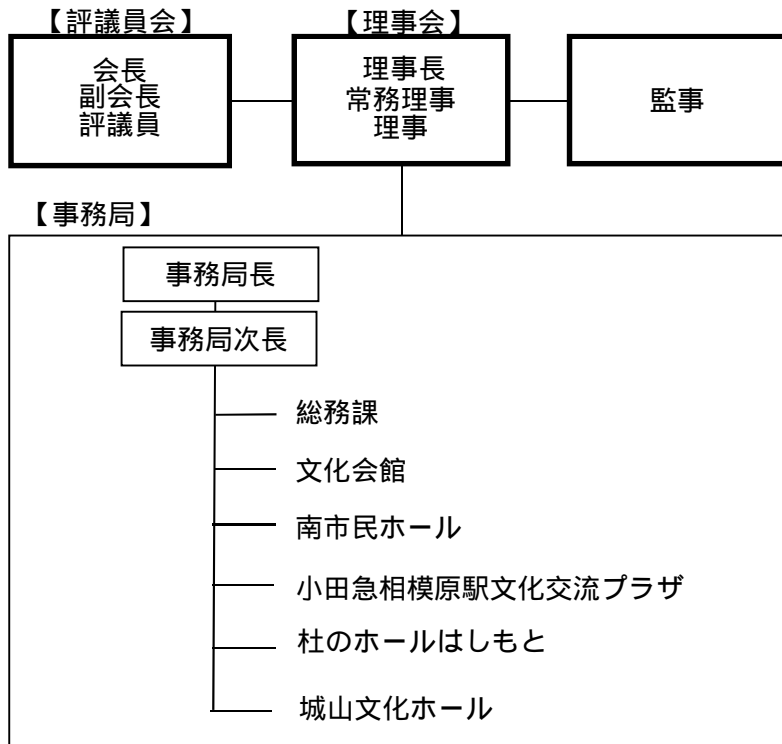 【評議員会】
【理事会】
会長
副会長
評議員
理事長
常務理事
理事
監事
【事務局】
事務局長
事務局次長
総務課
文化会館
南市民ホール
小田急相模原駅文化交流プラザ
杜のホールはしもと
城山文化ホール